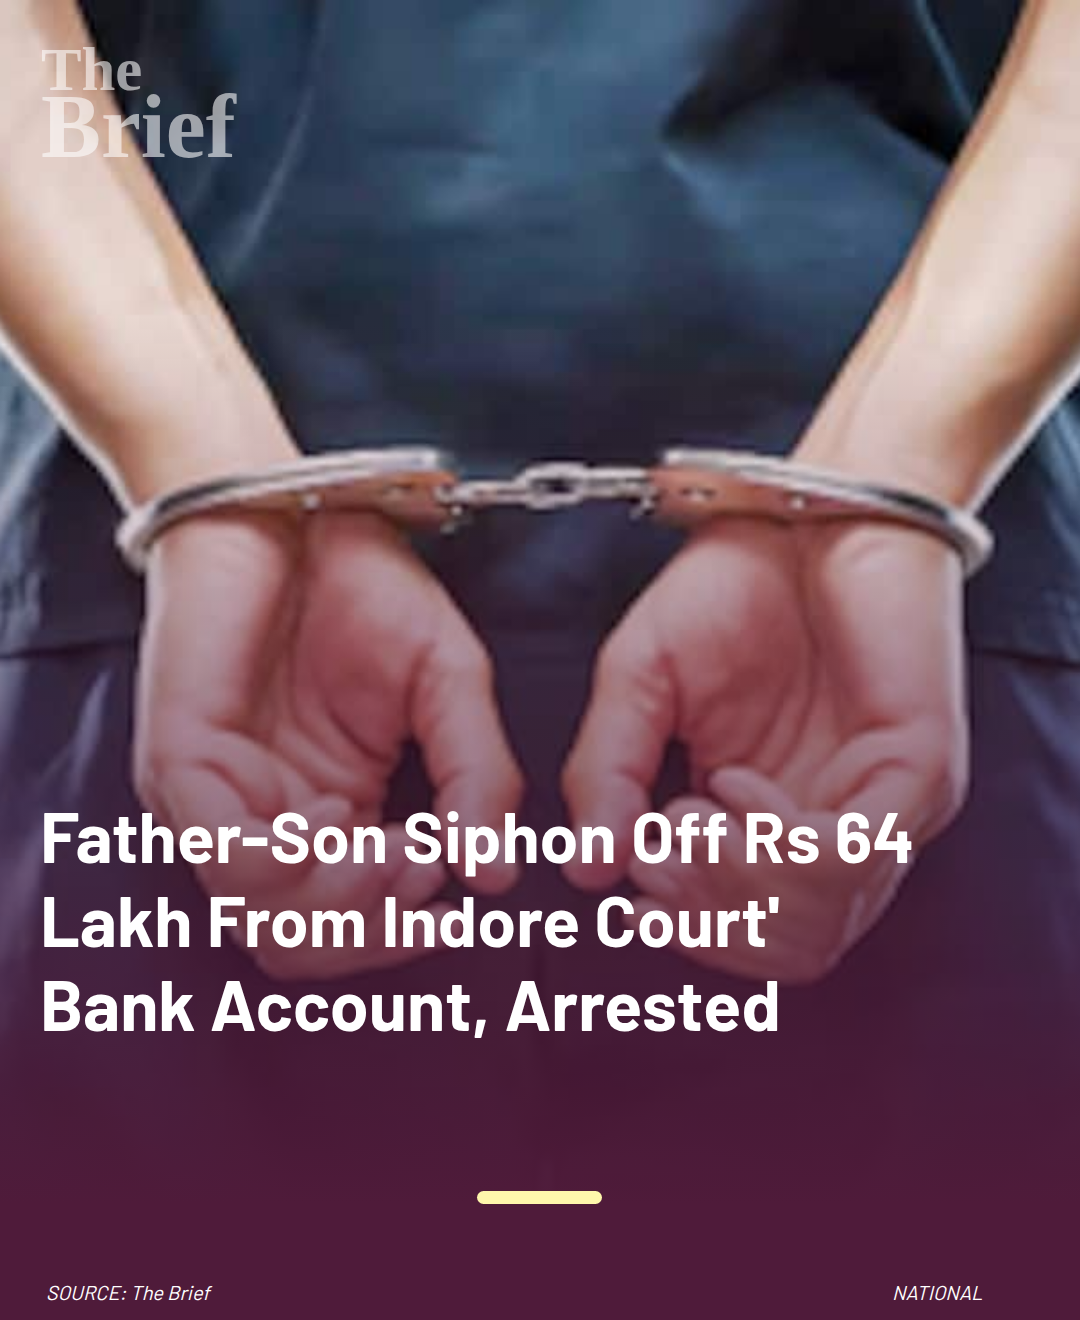 The
Brief
Father-Son Siphon Off Rs 64
Lakh From Indore Court'
Bank Account, Arrested
SOURCE: The Brief
NATIONAL